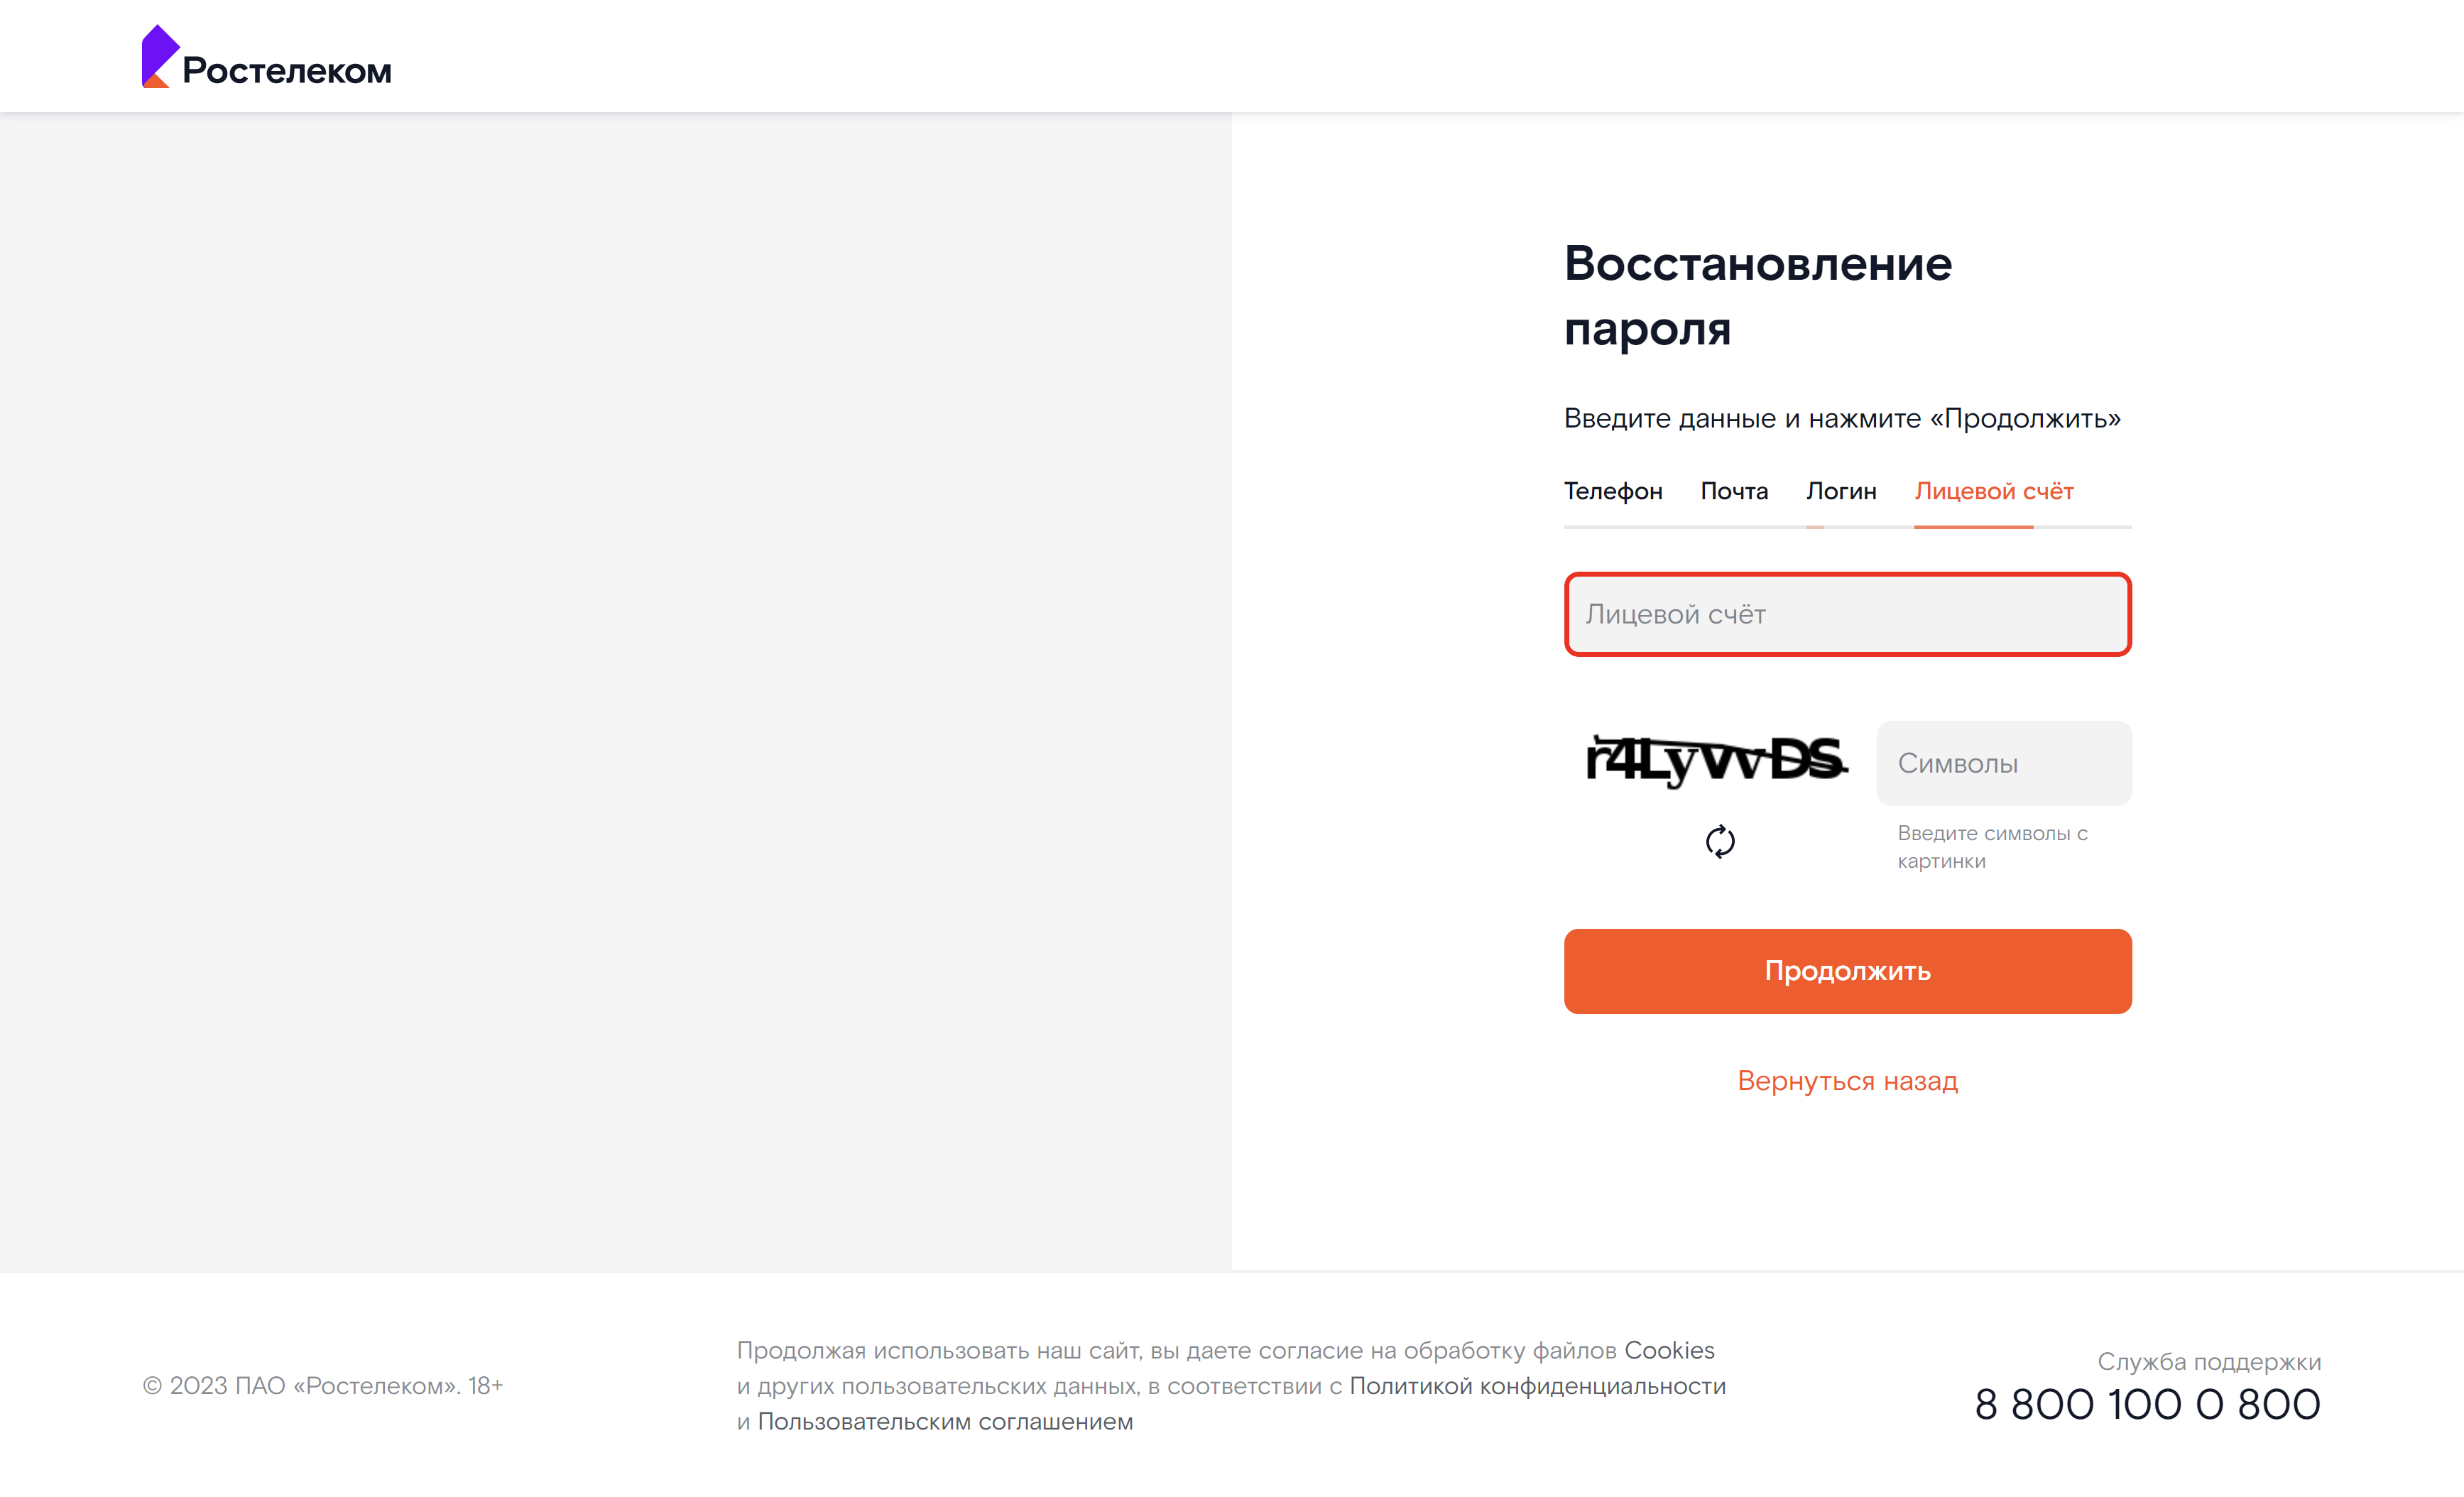 Ростелеком
Восстановление
пароля
Введите данные и нажмите «Продолжить»
Телефон Почта Логин Лицевой счёт
Лицевой счёт
Символы
Введите символы с
картинки
Продолжить
Вернуться назад
© 2023 ПАО «Ростелеком». 18+
Продолжая использовать наш сайт, вы даете согласие на обработку файлов Cookies
и других пользовательских данных, в соответствии с Политикой конфиденциальности
и Пользовательским соглашением
Служба поддержки
8 800 100 0 800